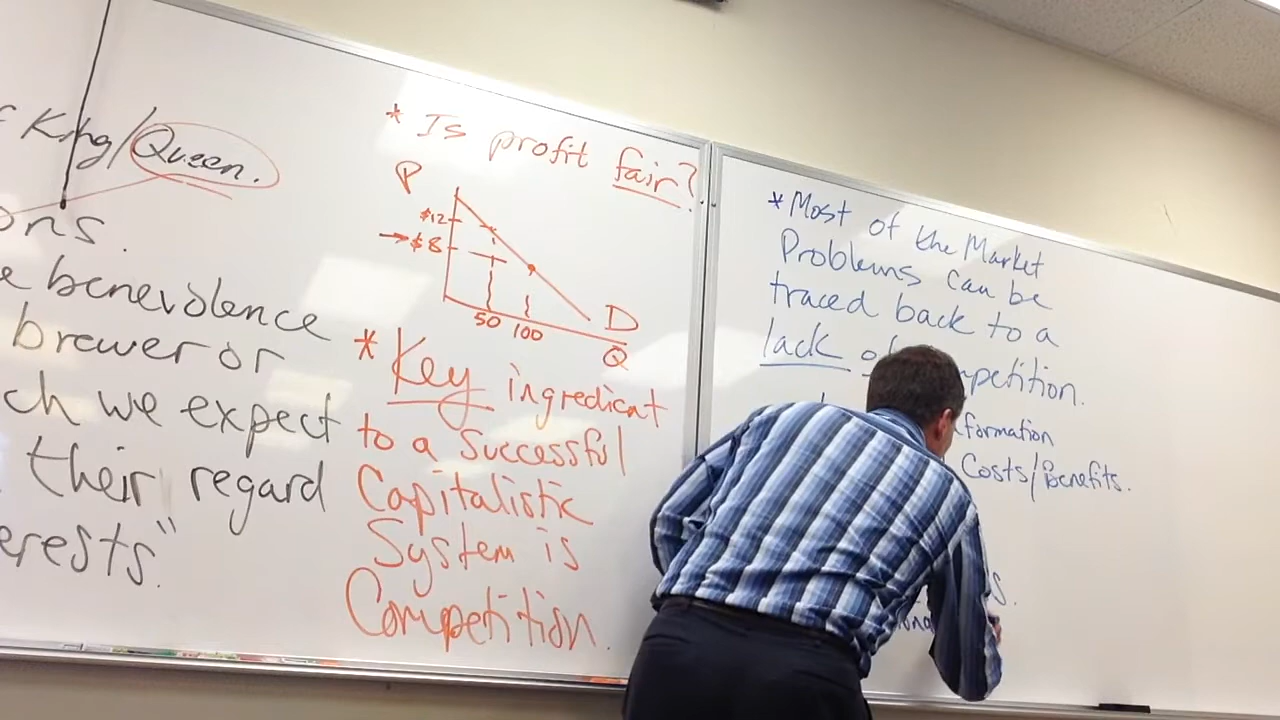 King/Queen.
ons.
e benevolence
brewer or
ch we expect
their regard
erests".
* Is profit fair?
P
$12
→ $8
50 100
D
Q
* Key ingredient
to a Successful
Capitalistic
System is
Competition.
* Most of the Market
Problems can be
traced back to a
lack of mpetition.
formation
Costs/Benefits.
s.